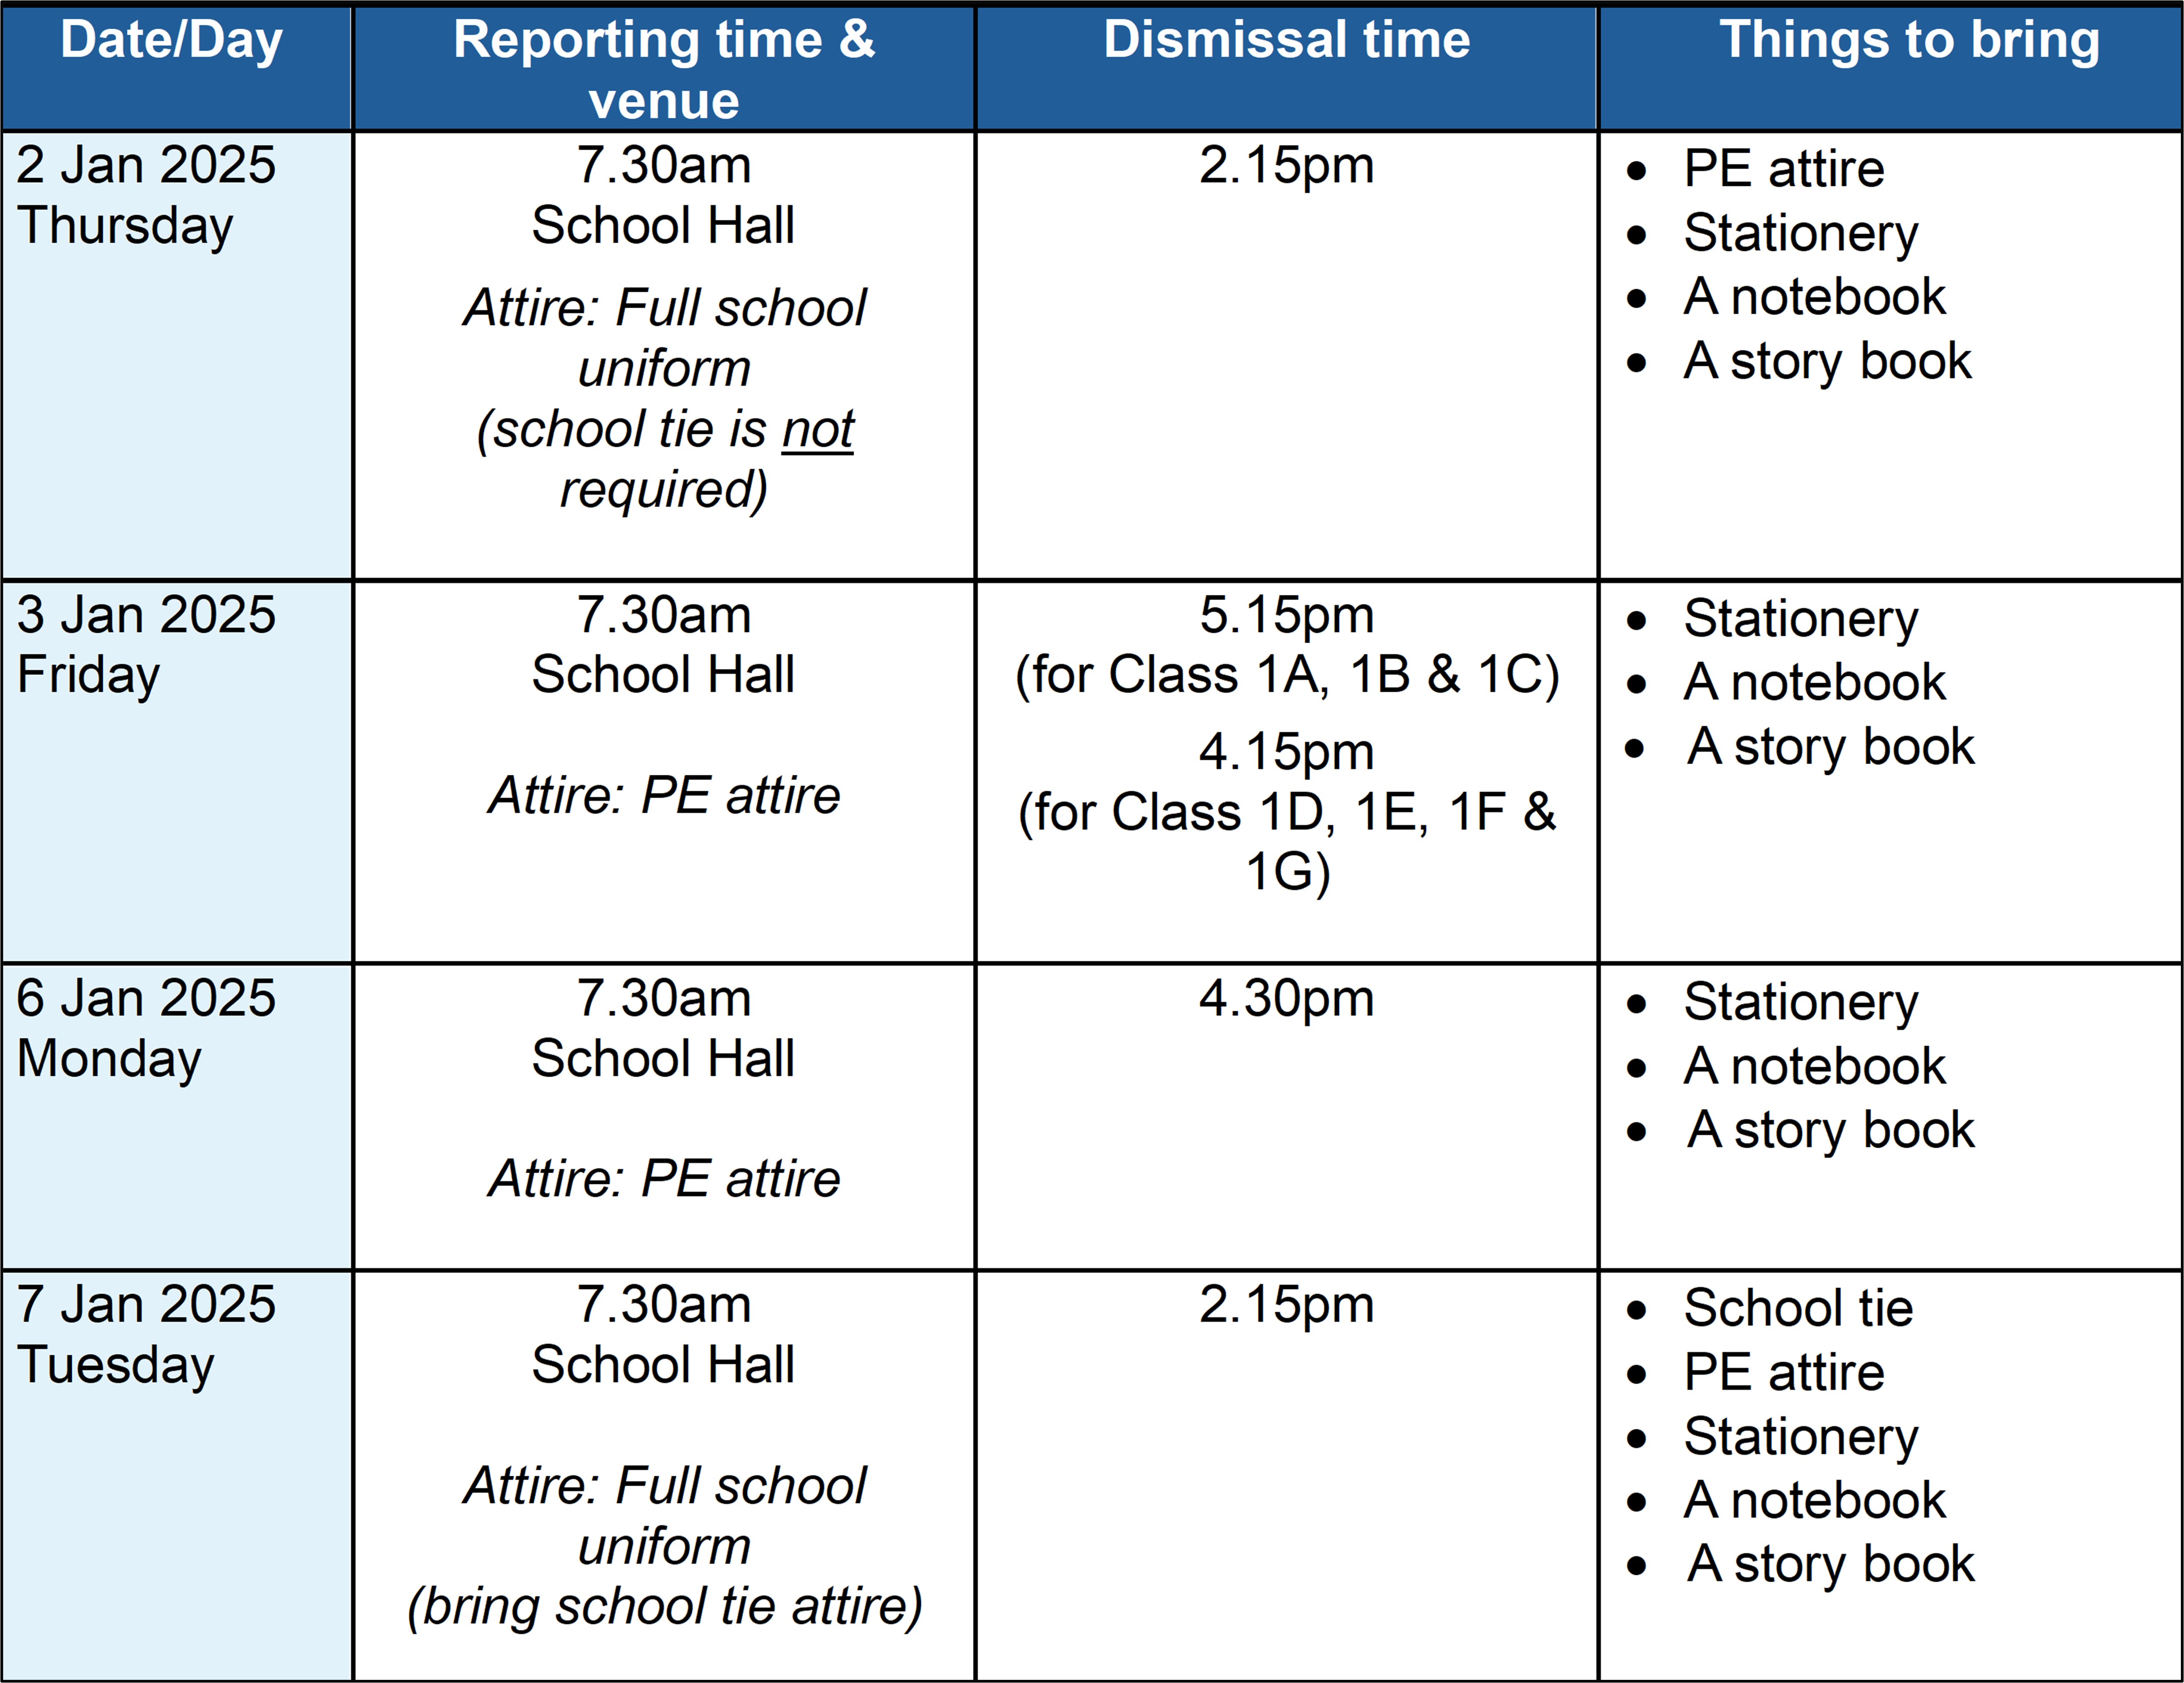 Date/Day
Reporting time &
venue
Dismissal time
Things to bring
2 Jan 2025
Thursday
7.30am
School Hall
Attire: Full school
uniform
(school tie is not
required)
2.15pm
● PE attire
● Stationery
● A notebook
● A story book
3 Jan 2025
Friday
7.30am
School Hall
Attire: PE attire
5.15pm
(for Class 1A, 1B & 1C)
4.15pm
(for Class 1D, 1E, 1F &
1G)
● Stationery
● A notebook
● A story book
6 Jan 2025
Monday
7.30am
School Hall
Attire: PE attire
4.30pm
● Stationery
● A notebook
● A story book
7 Jan 2025
Tuesday
7.30am
School Hall
Attire: Full school
uniform
(bring school tie attire)
2.15pm
● School tie
● PE attire
● Stationery
● A notebook
● A story book